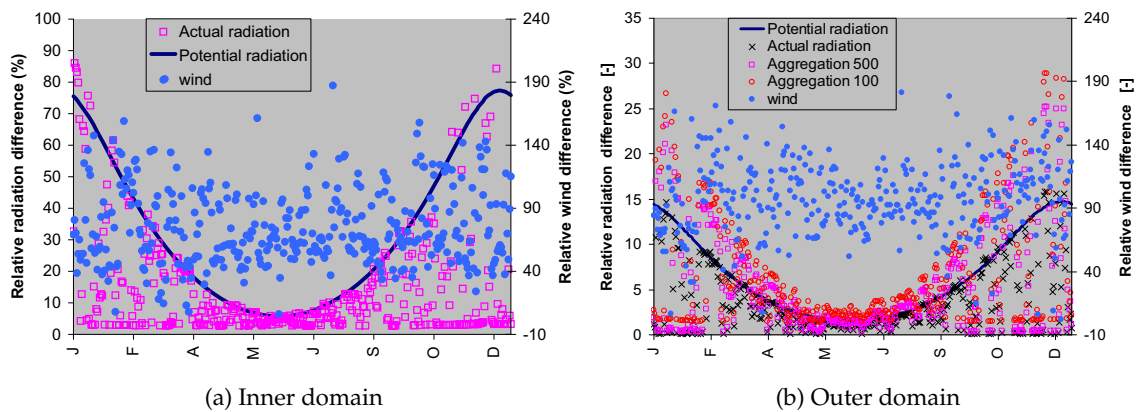 Relative radiation difference (%)
100
90
80
70
60
50
40
30
20
10
0
Actual radiation
Potential radiation
wind
240
190
140
90
40
-10
Relative wind difference (%)
J
F
A
M
J
S
O
D
(a) Inner domain
Relative radiation difference [-]
35
30
25
20
15
10
5
0
Potential radiation
Actual radiation
Aggregation 500
Aggregation 100
wind
240
190
140
90
40
-10
Relative wind difference [-]
J
F
A
M
J
S
O
D
(b) Outer domain